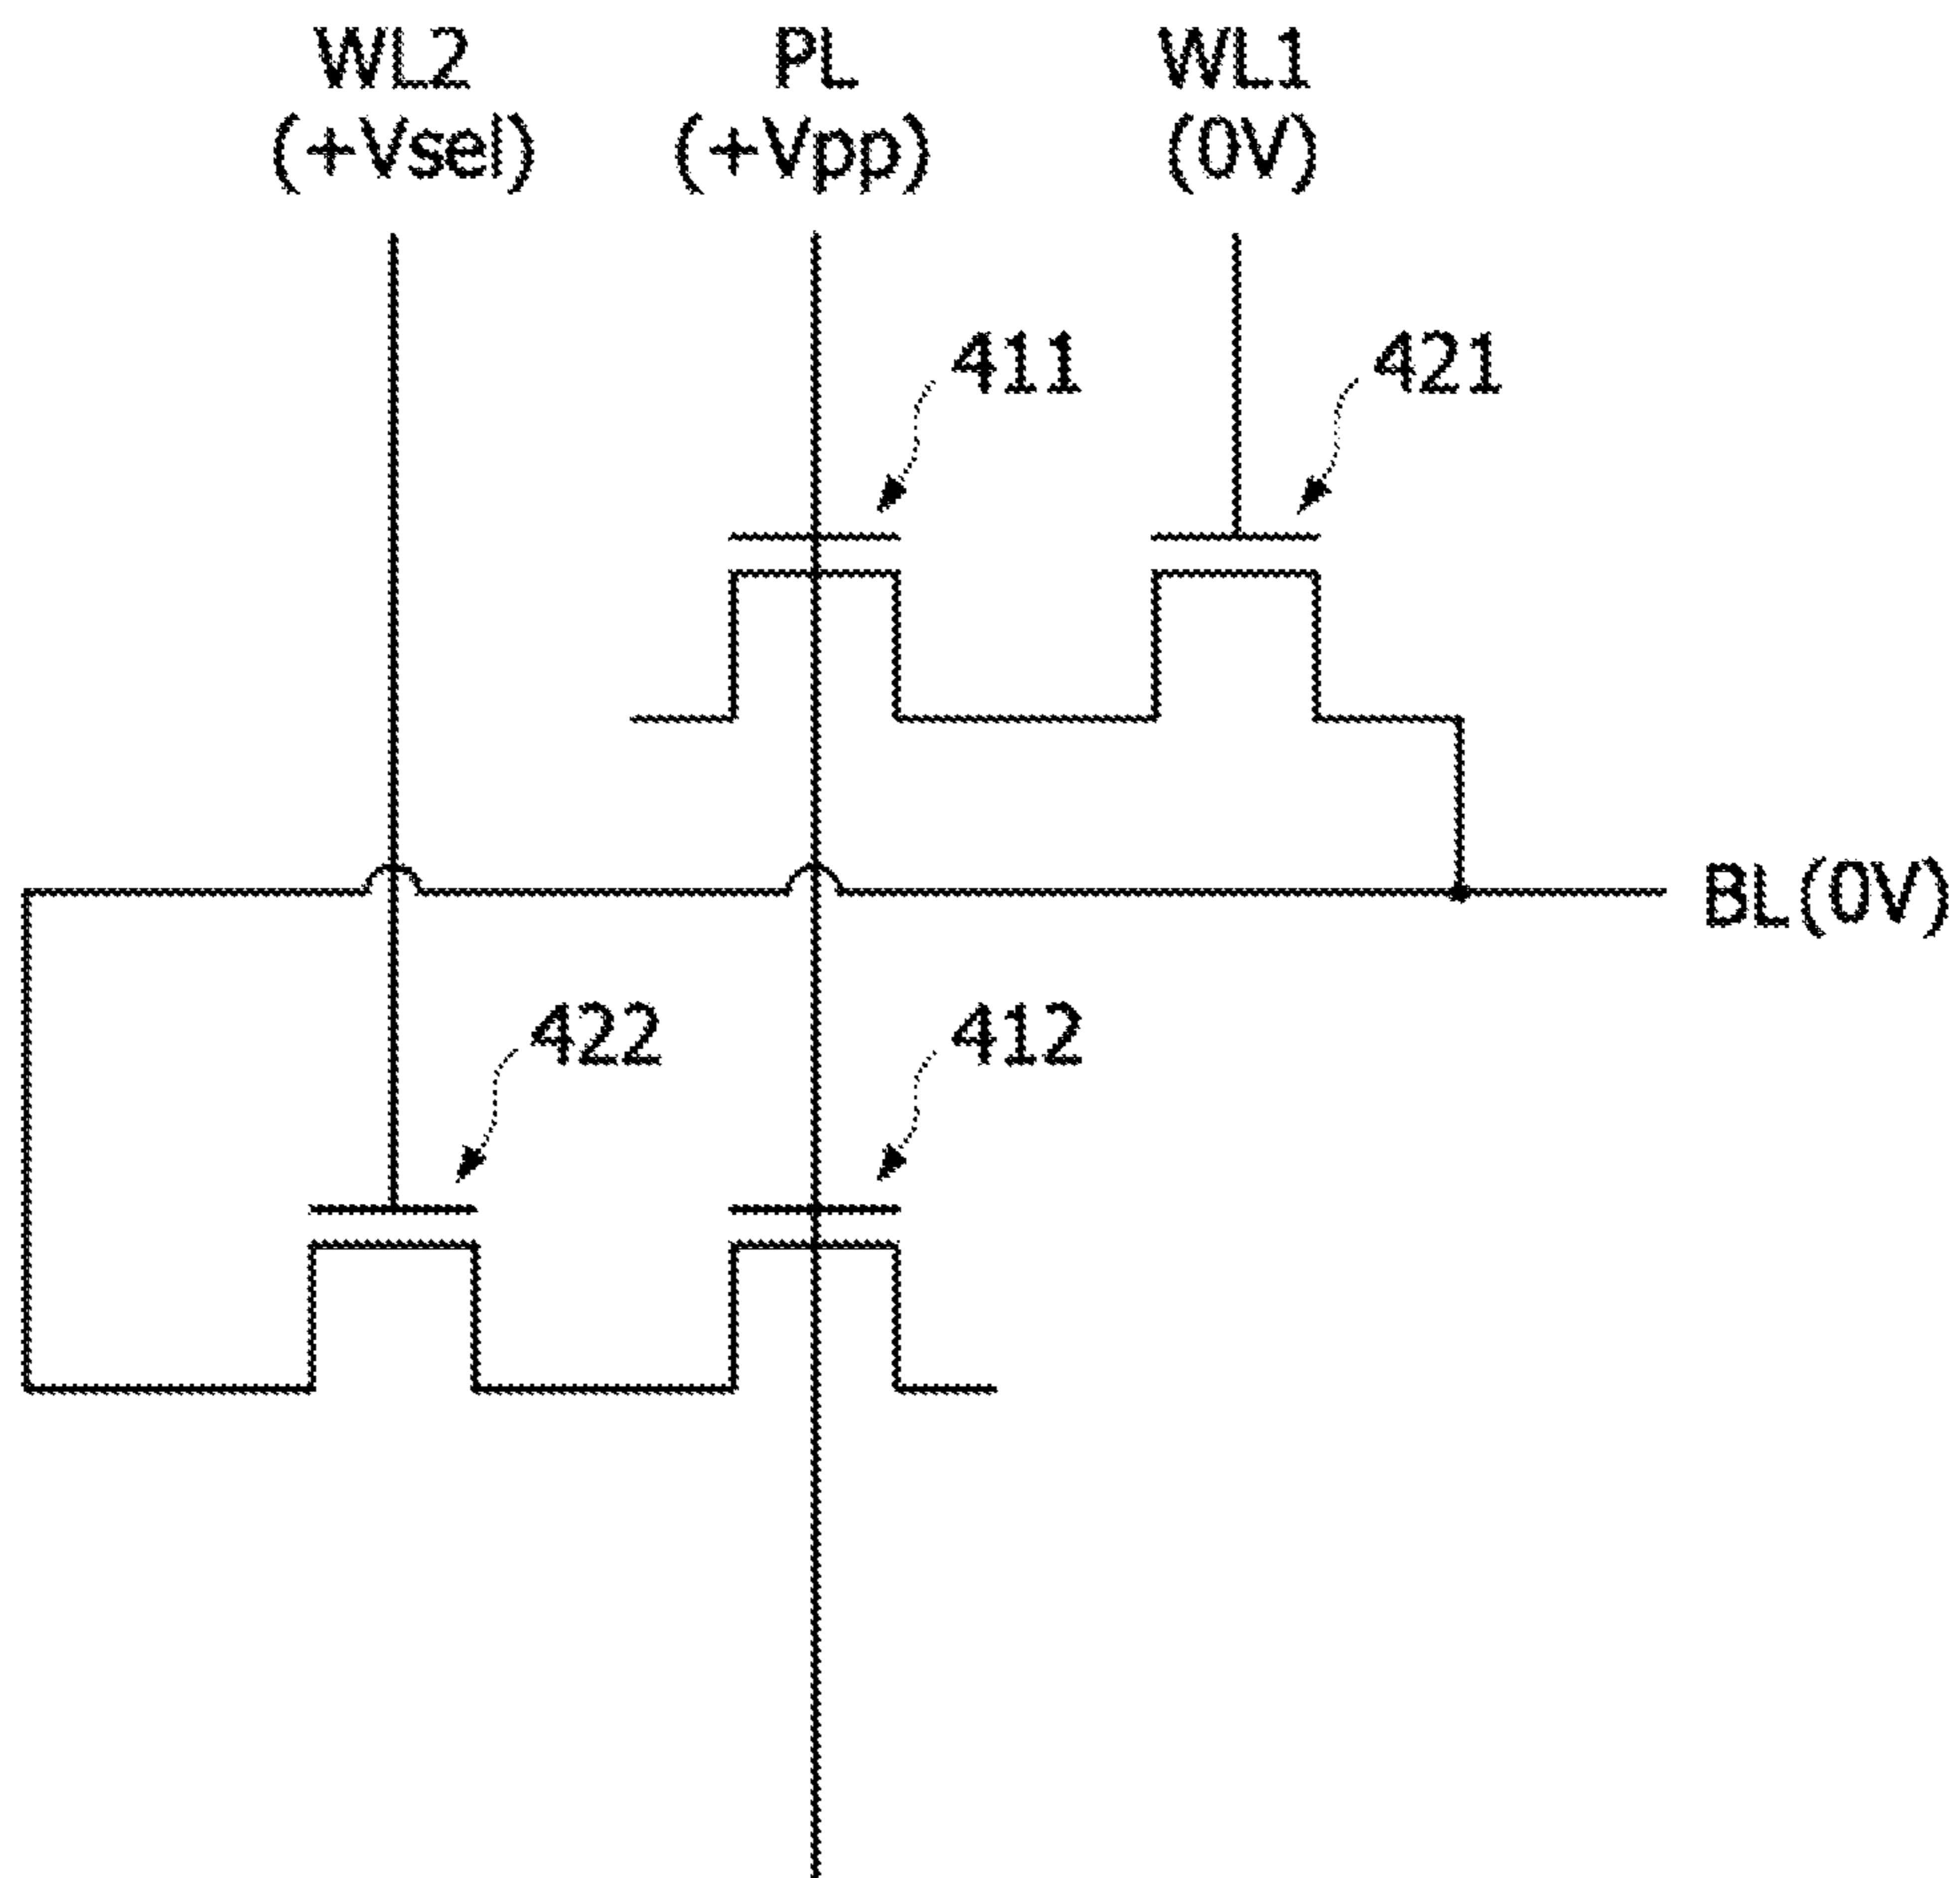 WL2 PL WL1
(+Vsel) (+Vpp) (0V)
411 421
BL(0V)
422 412